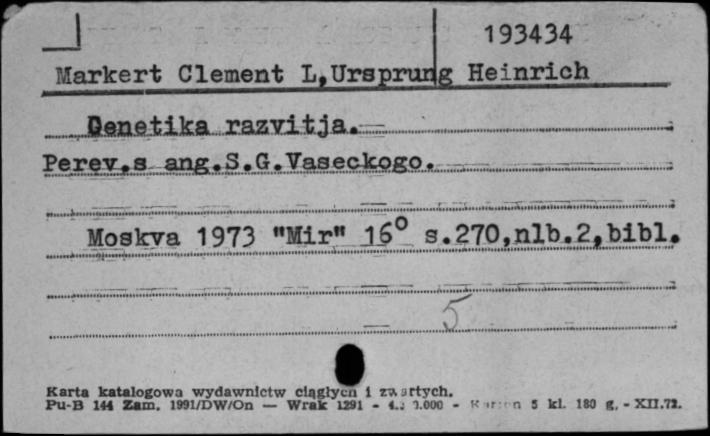 193434
Markert Clement L,Ursprung Heinrich
Genetika razvitja.
Perev.s ang.S.G.Vaseckogo.
Moskva 1973 "Mir" 16° s.270,nlb.2,bibl.
5
Karta katalogowa wydawnictw ciągłych i zwartych.
Pu-B 144 Zam. 1991/DW/On — Wrak 1291 - - Karton 5 kl. 180 g. - XII.72.